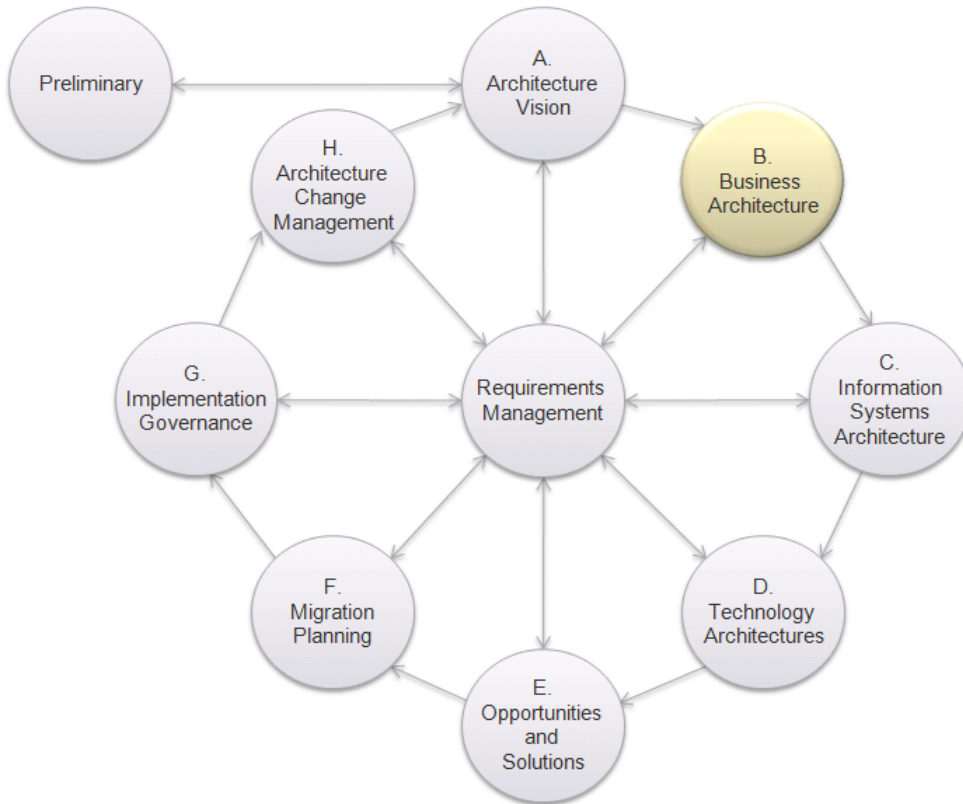 Preliminary
A.
Architecture
Vision
H.
Architecture
Change
Management
B.
Business
Architecture
G.
Implementation
Governance
Requirements
Management
C.
Information
Systems
Architecture
F.
Migration
Planning
D.
Technology
Architectures
E.
Opportunities
and
Solutions